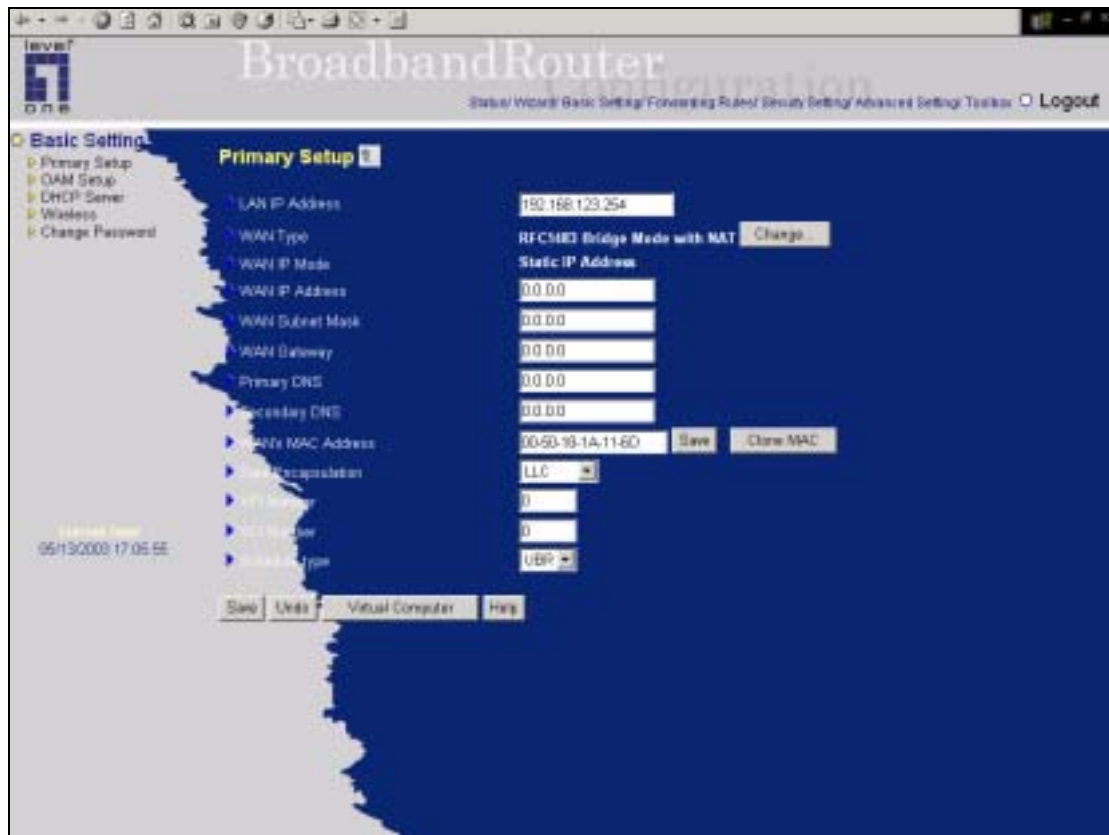 level
one
BroadbandRouter
Configuration
Status/ Wizard/ Basic Setting/ Forwarding Rules/ Security Setting/ Advanced Setting/ Toolbox Logout
Basic Setting
Primary Setup
OAM Setup
DHCP Server
Wireless
Change Password
Primary Setup
LAN IP Address 192.168.123.254
WAN Type RFC1483 Bridge Mode with NAT Change...
WAN IP Mode Static IP Address
WAN IP Address 0.0.0.0
WAN Subnet Mask 0.0.0.0
WAN Gateway 0.0.0.0
Primary DNS 0.0.0.0
Secondary DNS 0.0.0.0
WAN's MAC Address 00-50-18-1A-11-6D Save Clone MAC
Encapsulation LLC
Number 0
Number 0
Type UBR
05/13/2003 17:05:55
Save Undo Virtual Computer Help